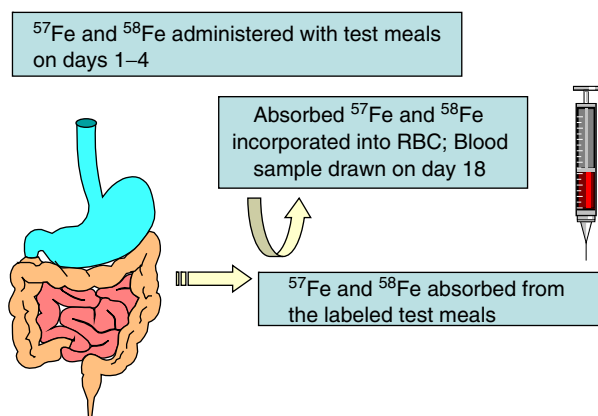 ⁵⁷Fe and ⁵⁸Fe administered with test meals
on days 1–4
Absorbed ⁵⁷Fe and ⁵⁸Fe
incorporated into RBC; Blood
sample drawn on day 18
⁵⁷Fe and ⁵⁸Fe absorbed from
the labeled test meals